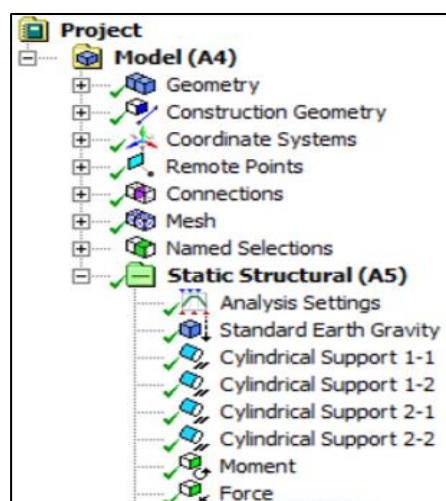 Project
Model (A4)
Geometry
Construction Geometry
Coordinate Systems
Remote Points
Connections
Mesh
Named Selections
Static Structural (A5)
Analysis Settings
Standard Earth Gravity
Cylindrical Support 1-1
Cylindrical Support 1-2
Cylindrical Support 2-1
Cylindrical Support 2-2
Moment
Force